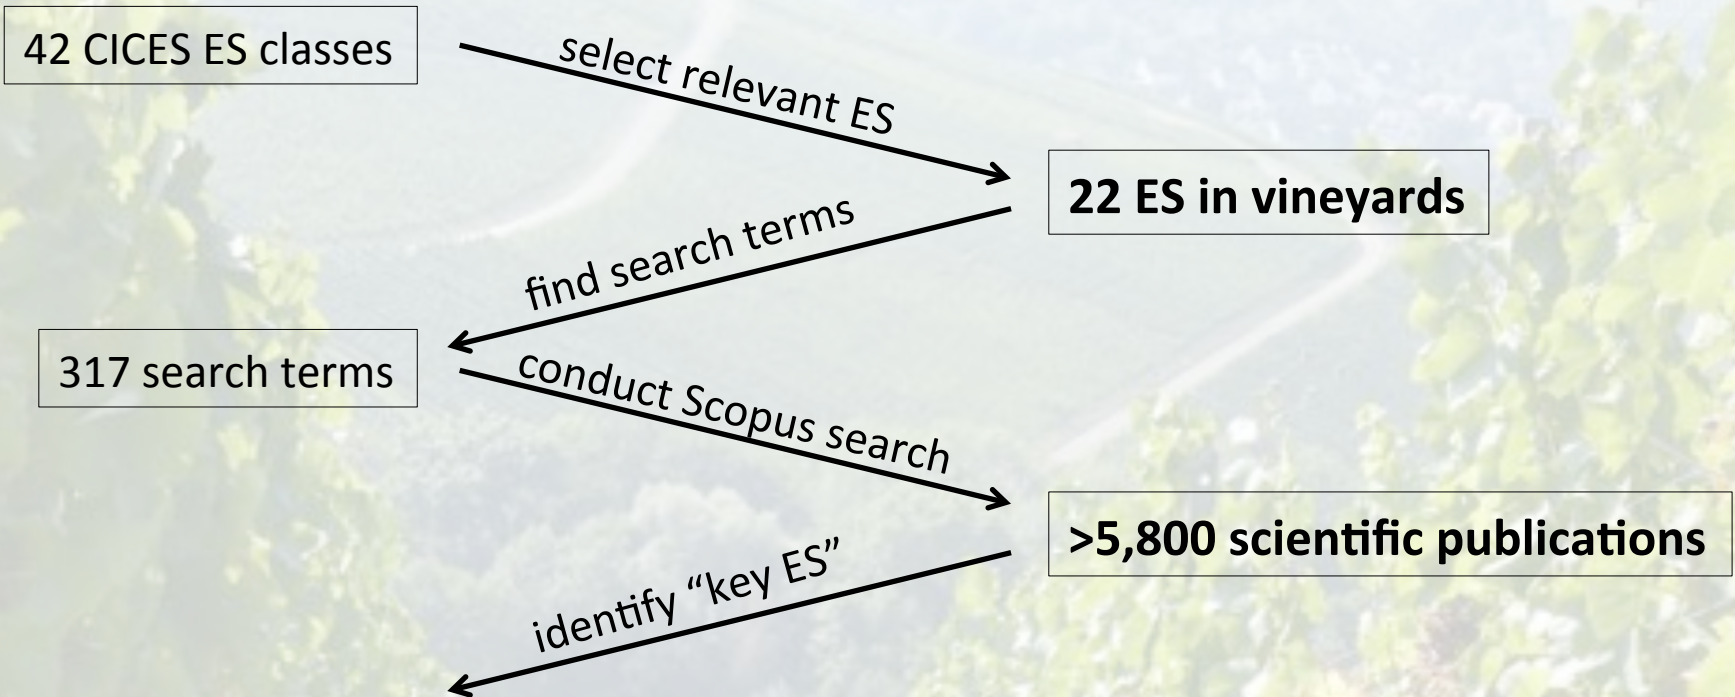 42 CICES ES classes
select relevant ES
22 ES in vineyards
find search terms
317 search terms
conduct Scopus search
>5,800 scientific publications
identify “key ES”